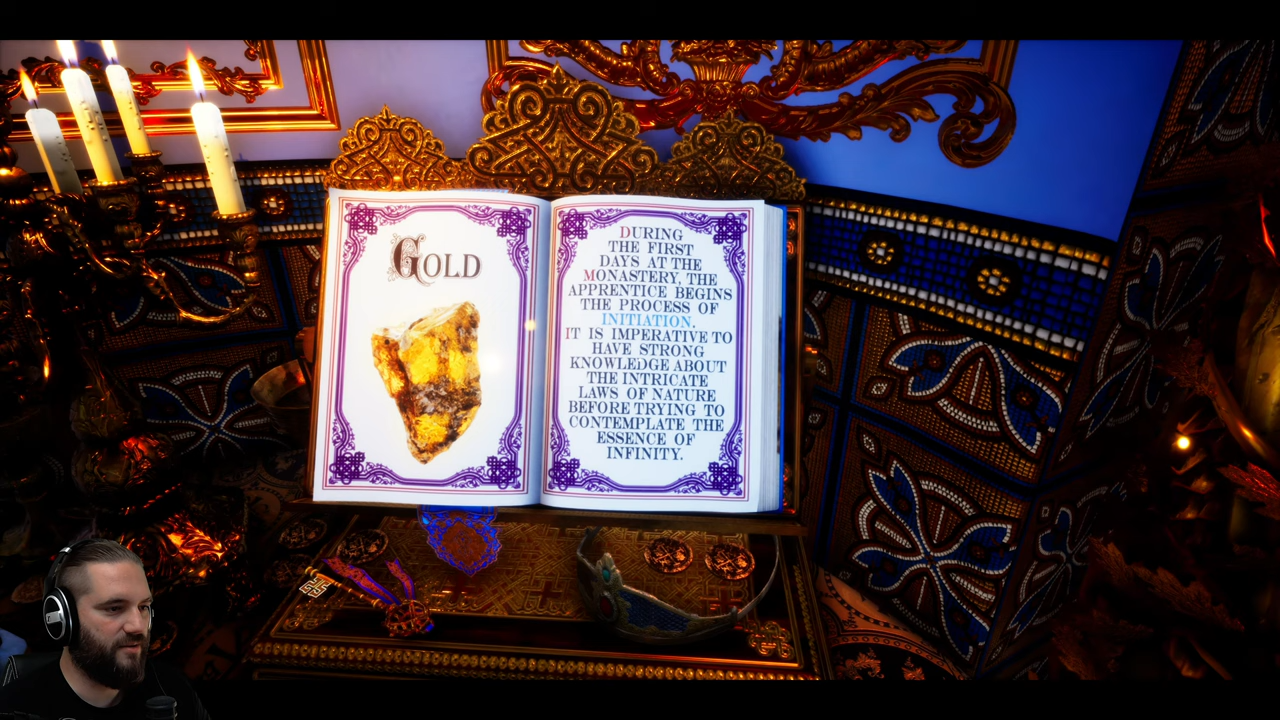 GOLD
DURING
THE FIRST
DAYS AT THE
MONASTERY, THE
APPRENTICE BEGINS
THE PROCESS OF
INITIATION.
IT IS IMPERATIVE TO
HAVE STRONG
KNOWLEDGE ABOUT
THE INTRICATE
LAWS OF NATURE
BEFORE TRYING TO
CONTEMPLATE THE
ESSENCE OF
INFINITY.